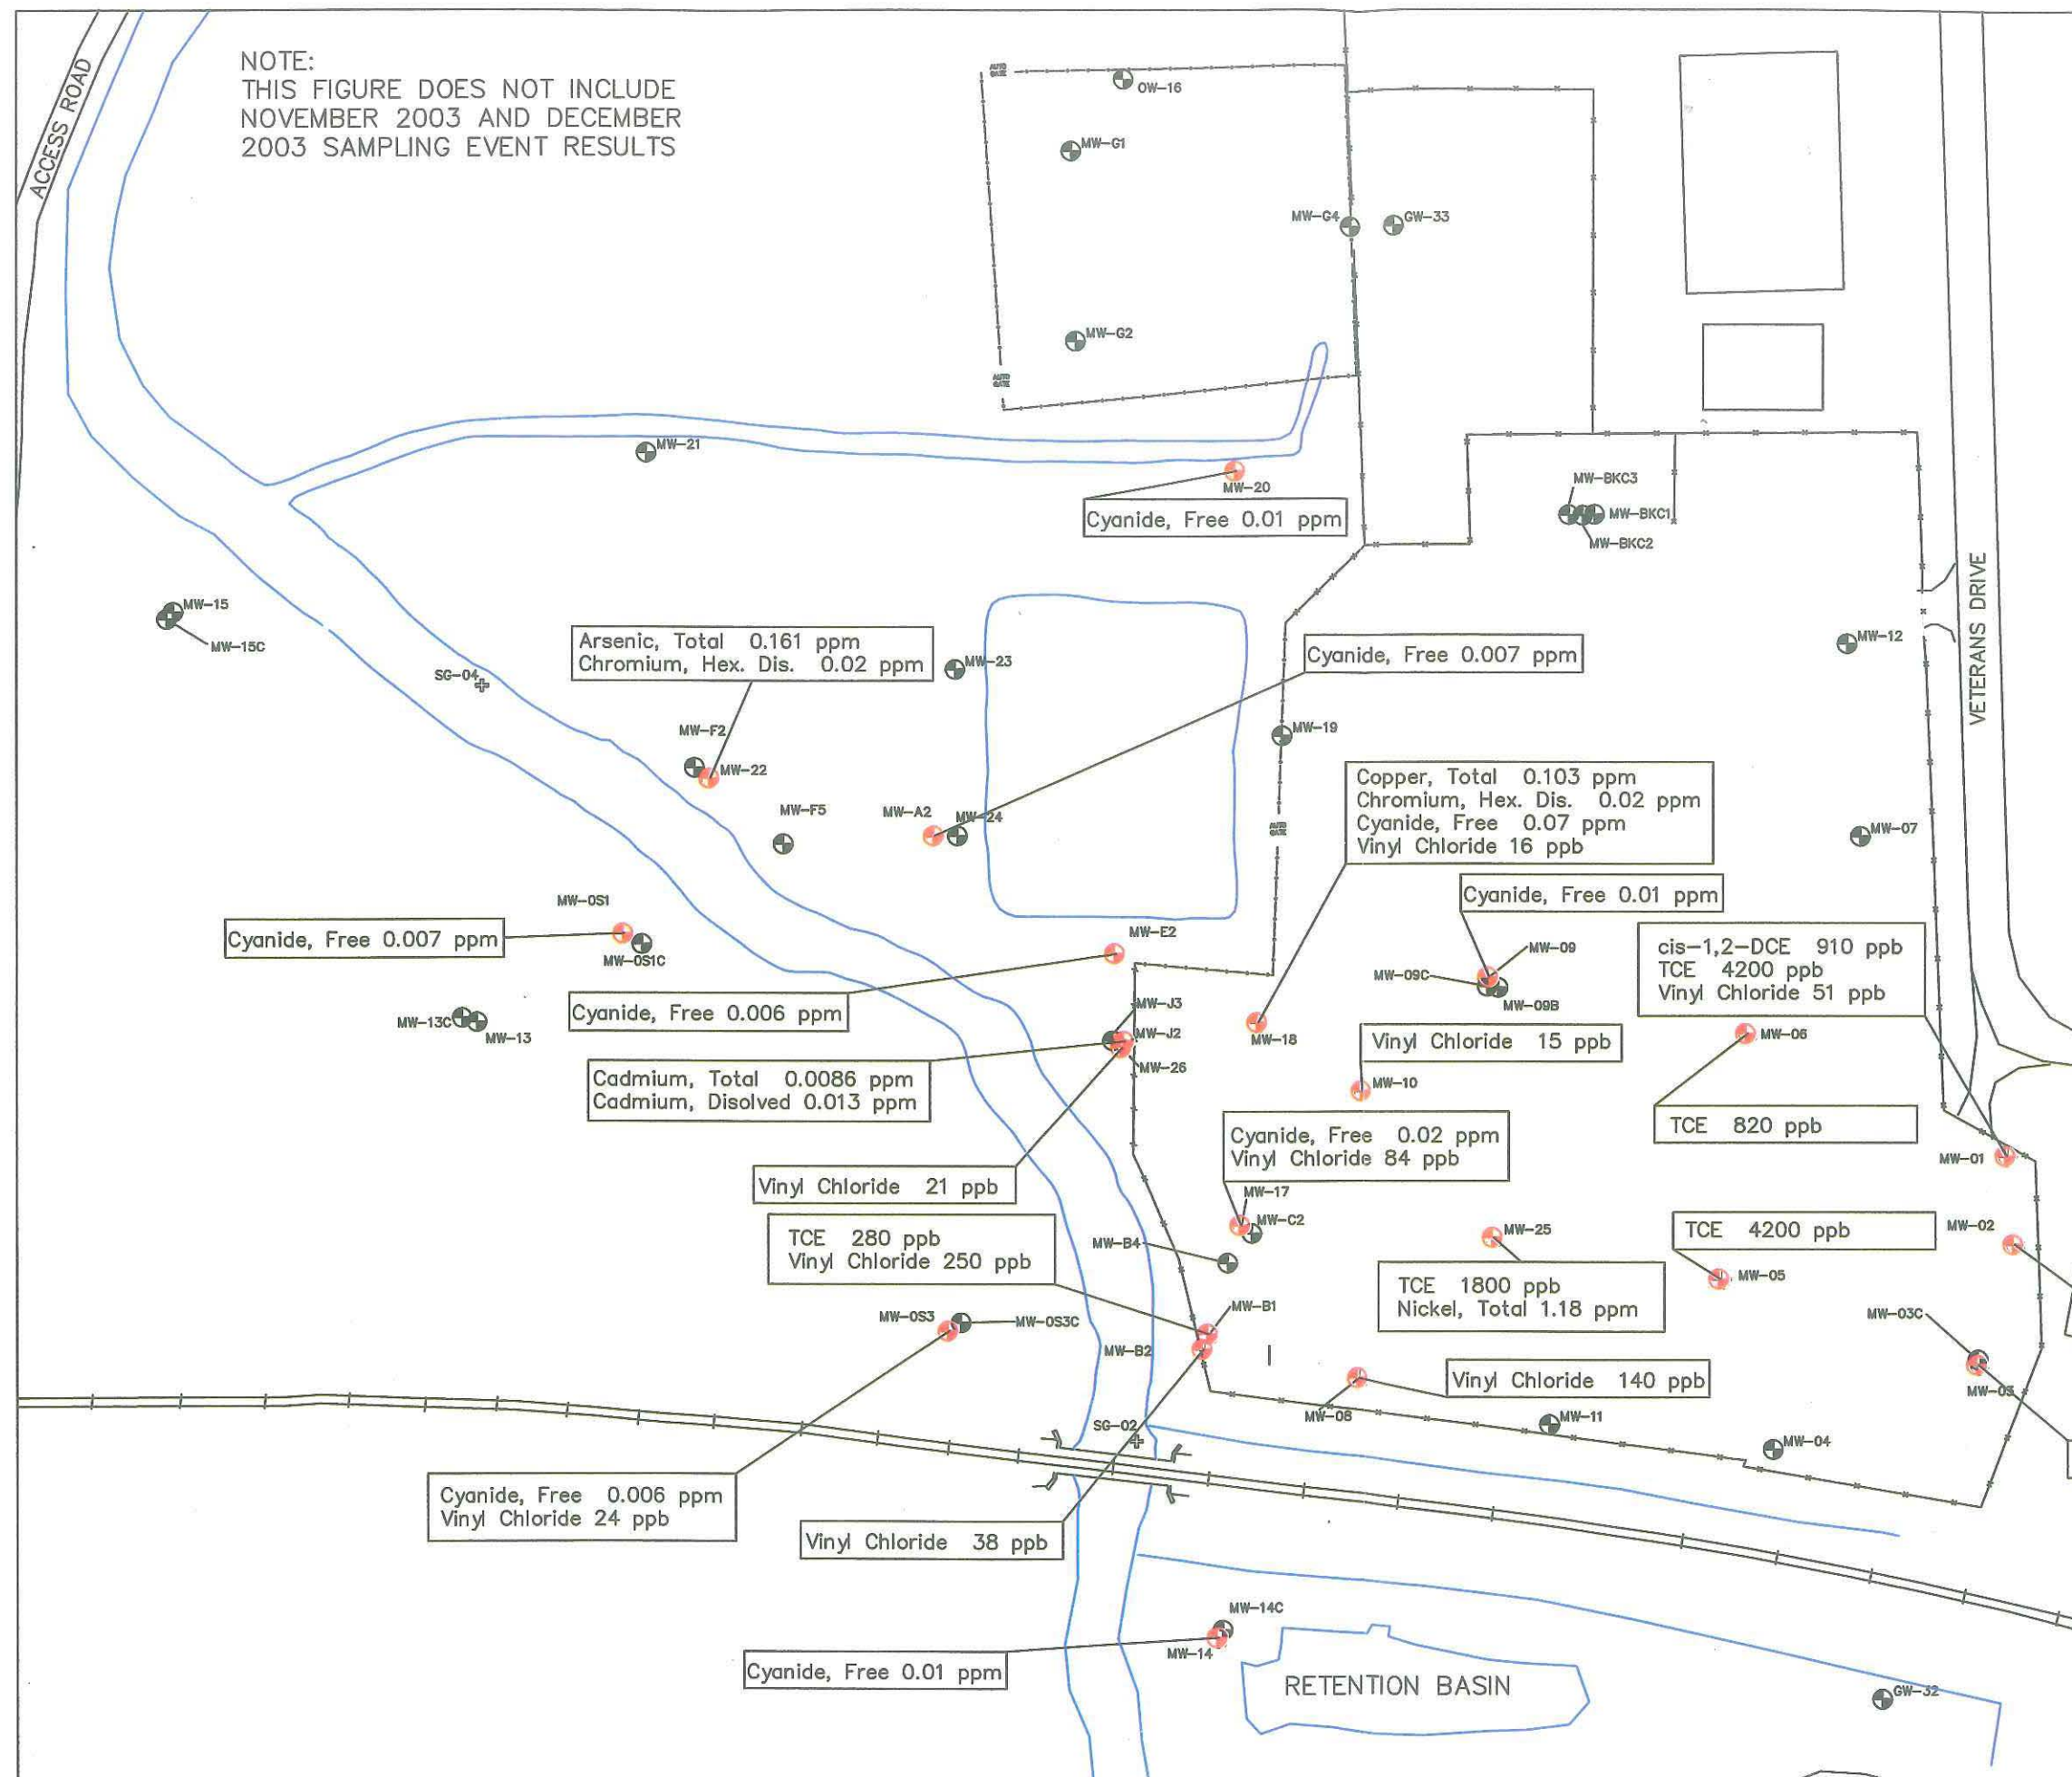 NOTE:
THIS FIGURE DOES NOT INCLUDE
NOVEMBER 2003 AND DECEMBER
2003 SAMPLING EVENT RESULTS
ACCESS ROAD
AUTO
GATE
OW-16
MW-G1
MW-G4
GW-33
MW-G2
AUTO
GATE
MW-21
MW-20
Cyanide, Free 0.01 ppm
MW-BKC3
MW-BKC1
MW-BKC2
VETERANS DRIVE
MW-15
MW-15C
SG-04
Arsenic, Total 0.161 ppm
Chromium, Hex. Dis. 0.02 ppm
MW-23
Cyanide, Free 0.007 ppm
MW-12
MW-F2
MW-22
MW-19
MW-F5
MW-A2
MW-24
AUTO
GATE
Copper, Total 0.103 ppm
Chromium, Hex. Dis. 0.02 ppm
Cyanide, Free 0.07 ppm
Vinyl Chloride 16 ppb
MW-07
Cyanide, Free 0.01 ppm
MW-OS1
Cyanide, Free 0.007 ppm
MW-OS1C
MW-E2
MW-09
MW-09C
MW-09B
cis-1,2-DCE 910 ppb
TCE 4200 ppb
Vinyl Chloride 51 ppb
Cyanide, Free 0.006 ppm
MW-13C
MW-13
MW-J3
MW-J2
MW-26
MW-18
Vinyl Chloride 15 ppb
MW-06
Cadmium, Total 0.0086 ppm
Cadmium, Disolved 0.013 ppm
MW-10
TCE 820 ppb
Cyanide, Free 0.02 ppm
Vinyl Chloride 84 ppb
MW-01
Vinyl Chloride 21 ppb
MW-17
MW-C2
TCE 280 ppb
Vinyl Chloride 250 ppb
MW-B4
MW-25
TCE 4200 ppb
MW-02
MW-05
TCE 1800 ppb
Nickel, Total 1.18 ppm
MW-OS3
MW-OS3C
MW-B1
MW-B2
MW-03C
MW-03
Vinyl Chloride 140 ppb
MW-08
MW-11
MW-04
SG-02
Cyanide, Free 0.006 ppm
Vinyl Chloride 24 ppb
Vinyl Chloride 38 ppb
MW-14C
MW-14
Cyanide, Free 0.01 ppm
RETENTION BASIN
GW-32